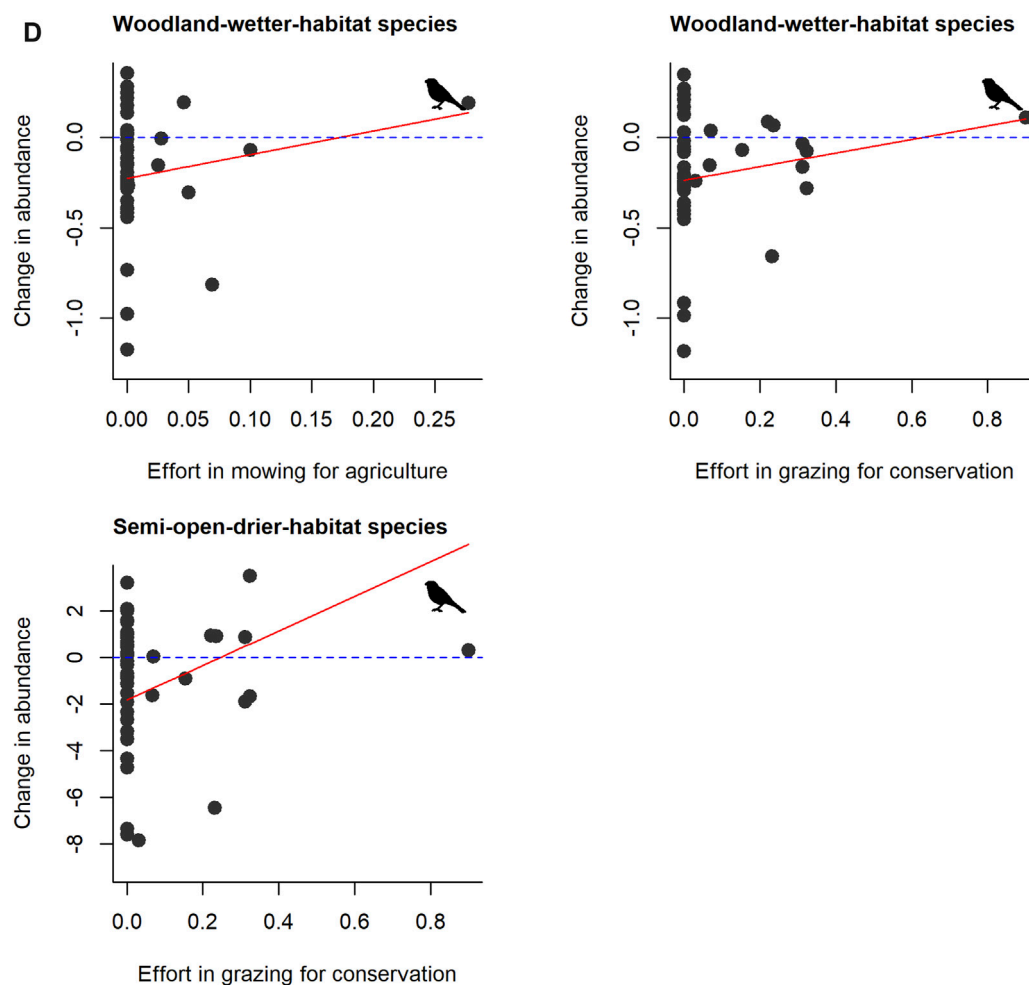 D
Woodland-wetter-habitat species
Change in abundance
0.0
-0.5
-1.0
0.00 0.05 0.10 0.15 0.20 0.25
Effort in mowing for agriculture
Woodland-wetter-habitat species
Change in abundance
0.0
-0.5
-1.0
0.0 0.2 0.4 0.6 0.8
Effort in grazing for conservation
Semi-open-drier-habitat species
Change in abundance
2
0
-2
-4
-6
-8
0.0 0.2 0.4 0.6 0.8
Effort in grazing for conservation